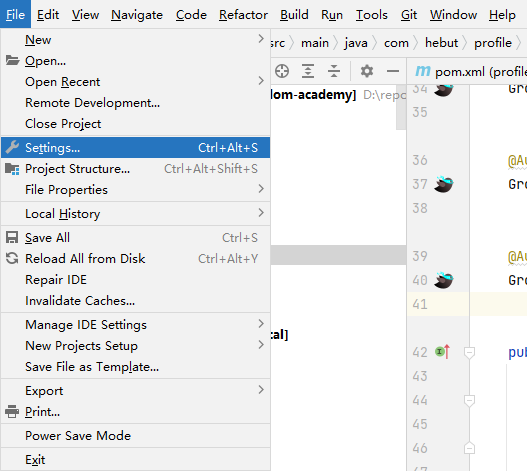 File Edit View Navigate Code Refactor Build Run Tools Git Window Help
src main java com hebut profile
New
Open...
Open Recent
Remote Development...
Close Project
Settings... Ctrl+Alt+S
Project Structure... Ctrl+Alt+Shift+S
File Properties
Local History
Save All Ctrl+S
Reload All from Disk Ctrl+Alt+Y
Repair IDE
Invalidate Caches...
Manage IDE Settings
New Projects Setup
Save File as Template...
Export
Print...
Power Save Mode
Exit
dom-academy] D:\repo
cal]
pom.xml (profile
34 Gro
35
36 @Au
37 Gro
38
39 @Au
40 Gro
41
42 pub
43
44
45
46
47